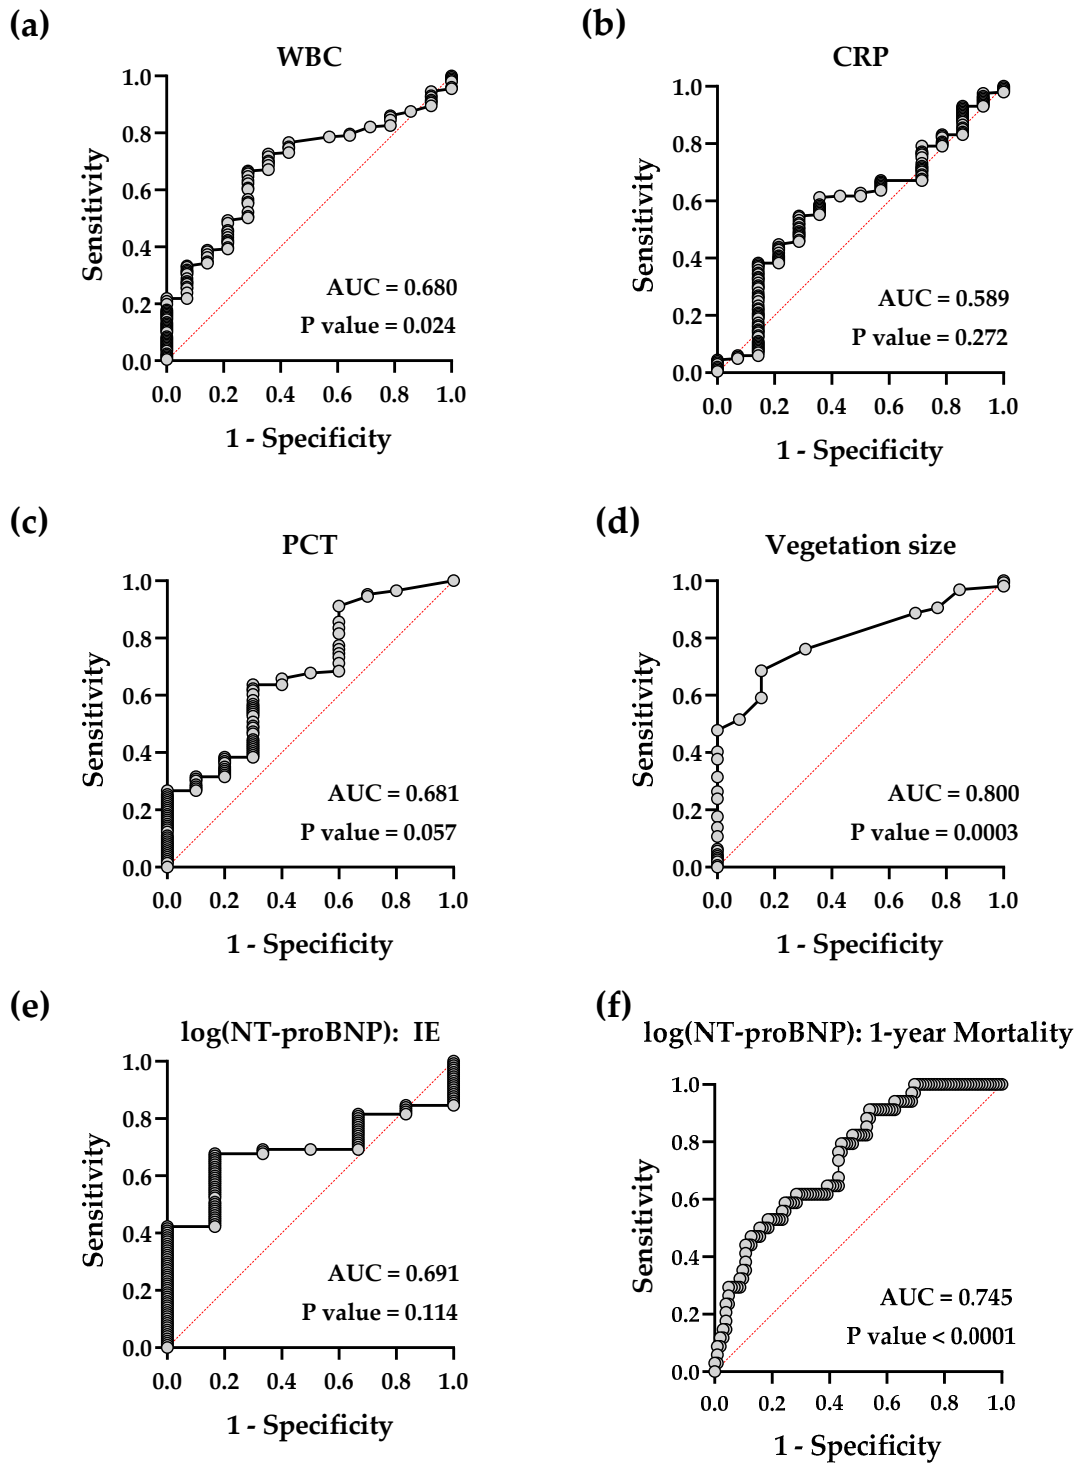 (a)
WBC
1.0
0.8
0.6
0.4
0.2
0.0
Sensitivity
AUC = 0.680
P value = 0.024
0.0 0.2 0.4 0.6 0.8 1.0
1 - Specificity
(b)
CRP
1.0
0.8
0.6
0.4
0.2
0.0
Sensitivity
AUC = 0.589
P value = 0.272
0.0 0.2 0.4 0.6 0.8 1.0
1 - Specificity
(c)
PCT
1.0
0.8
0.6
0.4
0.2
0.0
Sensitivity
AUC = 0.681
P value = 0.057
0.0 0.2 0.4 0.6 0.8 1.0
1 - Specificity
(d)
Vegetation size
1.0
0.8
0.6
0.4
0.2
0.0
Sensitivity
AUC = 0.800
P value = 0.0003
0.0 0.2 0.4 0.6 0.8 1.0
1 - Specificity
(e)
log(NT-proBNP): IE
1.0
0.8
0.6
0.4
0.2
0.0
Sensitivity
AUC = 0.691
P value = 0.114
0.0 0.2 0.4 0.6 0.8 1.0
1 - Specificity
(f)
log(NT-proBNP): 1-year Mortality
1.0
0.8
0.6
0.4
0.2
0.0
Sensitivity
AUC = 0.745
P value < 0.0001
0.0 0.2 0.4 0.6 0.8 1.0
1 - Specificity